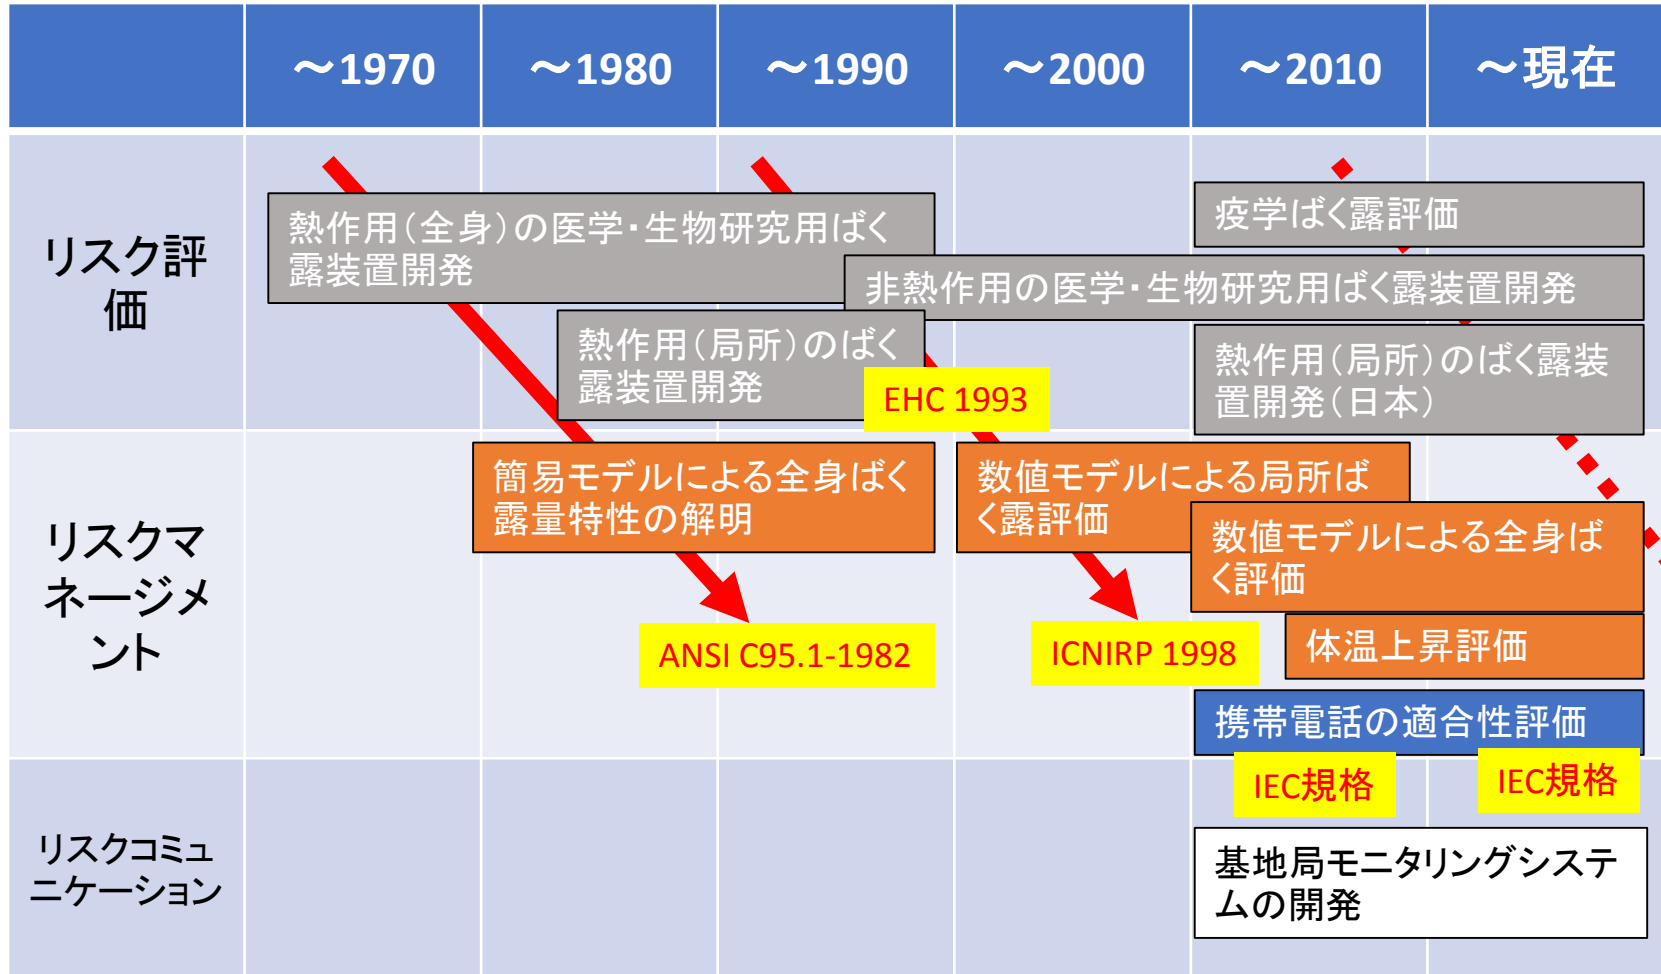 ～1970
～1980
～1990
～2000
～2010
～現在
リスク評
価
熱作用（全身）の医学・生物研究用ばく
露装置開発
疫学ばく露評価
非熱作用の医学・生物研究用ばく露装置開発
熱作用（局所）のばく
露装置開発
熱作用（局所）のばく露装
置開発（日本）
EHC 1993
リスクマ
ネージメ
ント
簡易モデルによる全身ばく
露量特性の解明
数値モデルによる局所ば
く露評価
数値モデルによる全身ば
く評価
ANSI C95.1-1982
ICNIRP 1998
体温上昇評価
携帯電話の適合性評価
IEC規格
IEC規格
リスクコミュ
ニケーション
基地局モニタリングシステ
ムの開発